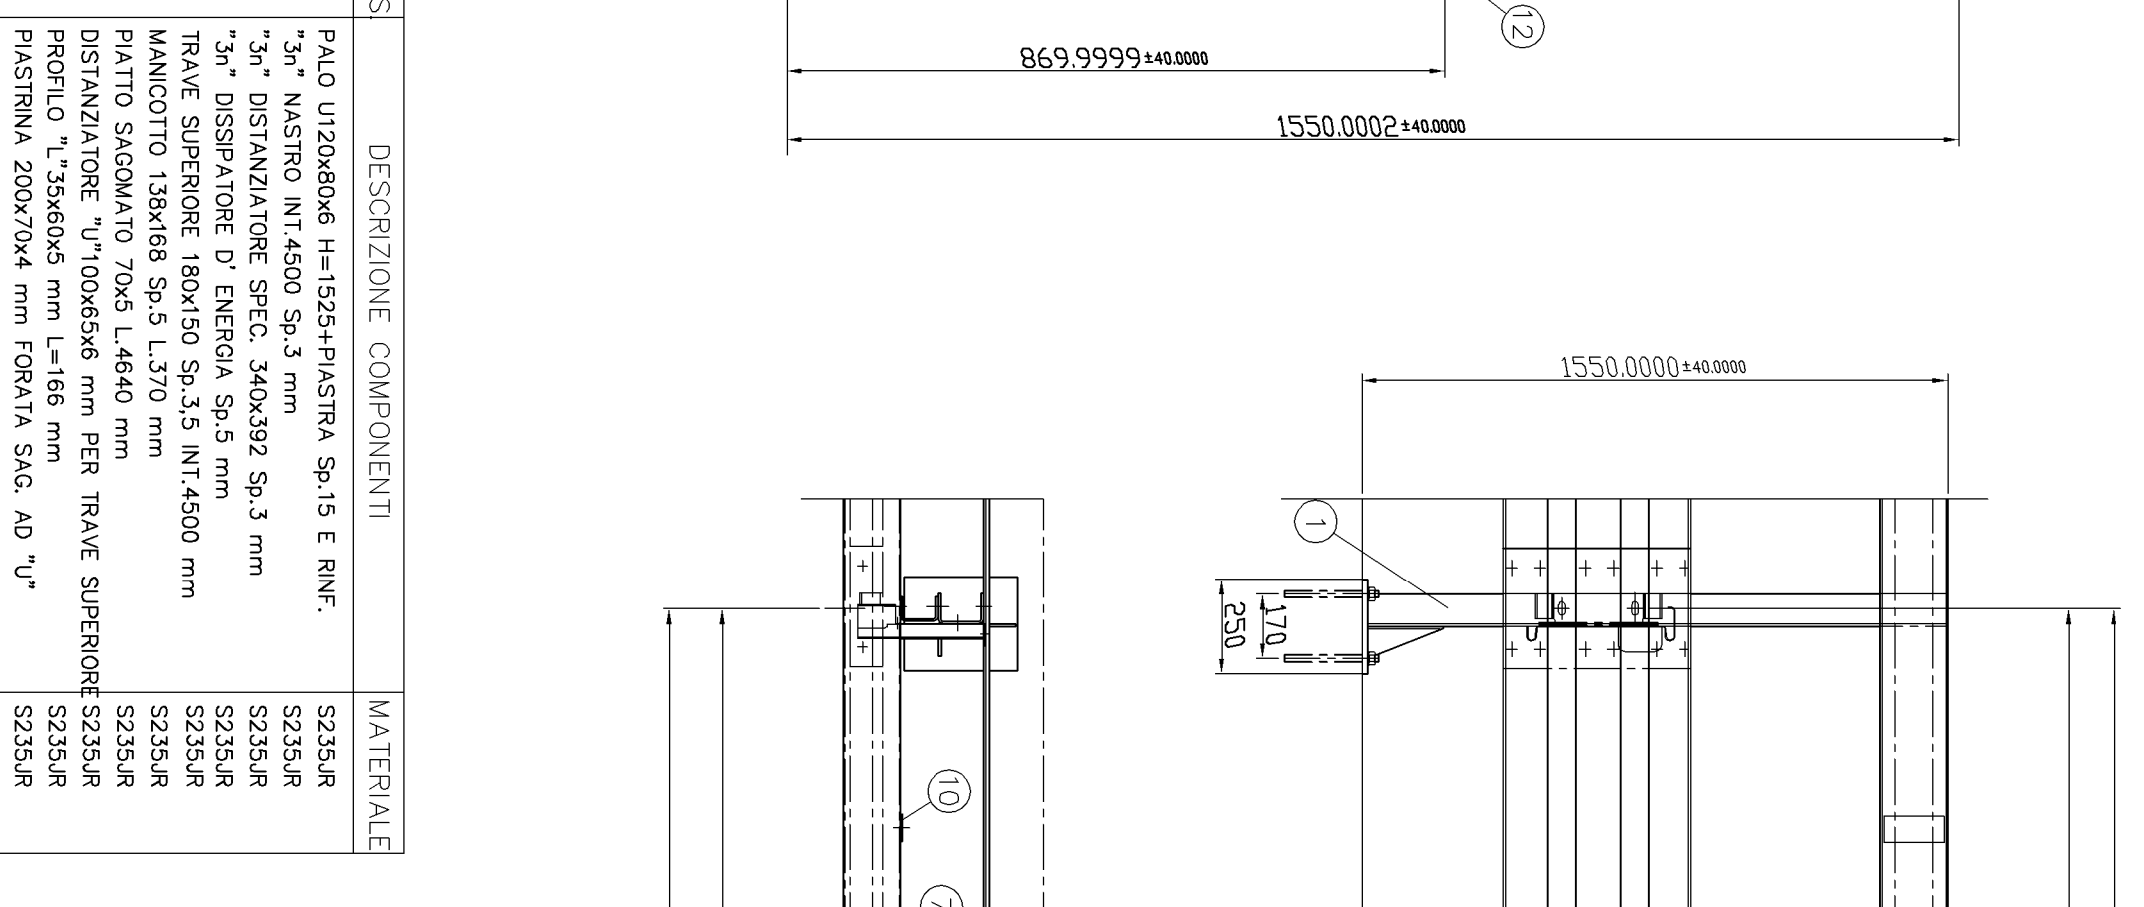 S.
DESCRIZIONE COMPONENTI
MATERIALE
PALO U120x80x6 H=1525+PIASTRA Sp.15 E RINF.
S235JR
"3n" NASTRO INT.4500 Sp.3 mm
S235JR
"3n" DISTANZIATORE SPEC. 340x392 Sp.3 mm
S235JR
"3n" DISSIPATORE D' ENERGIA Sp.5 mm
S235JR
TRAVE SUPERIORE 180x150 Sp.3,5 INT.4500 mm
S235JR
MANICOTTO 138x168 Sp.5 L.370 mm
S235JR
PIATTO SAGOMATO 70x5 L.4640 mm
S235JR
DISTANZIATORE "U"100x65x6 mm PER TRAVE SUPERIORE
S235JR
PROFILO "L"35x60x5 mm L=166 mm
S235JR
PIASTRINA 200x70x4 mm FORATA SAG. AD "U"
S235JR
12
869.9999±40.0000
1550.0002±40.0000
1550.0000±40.0000
1
170
250
10
7